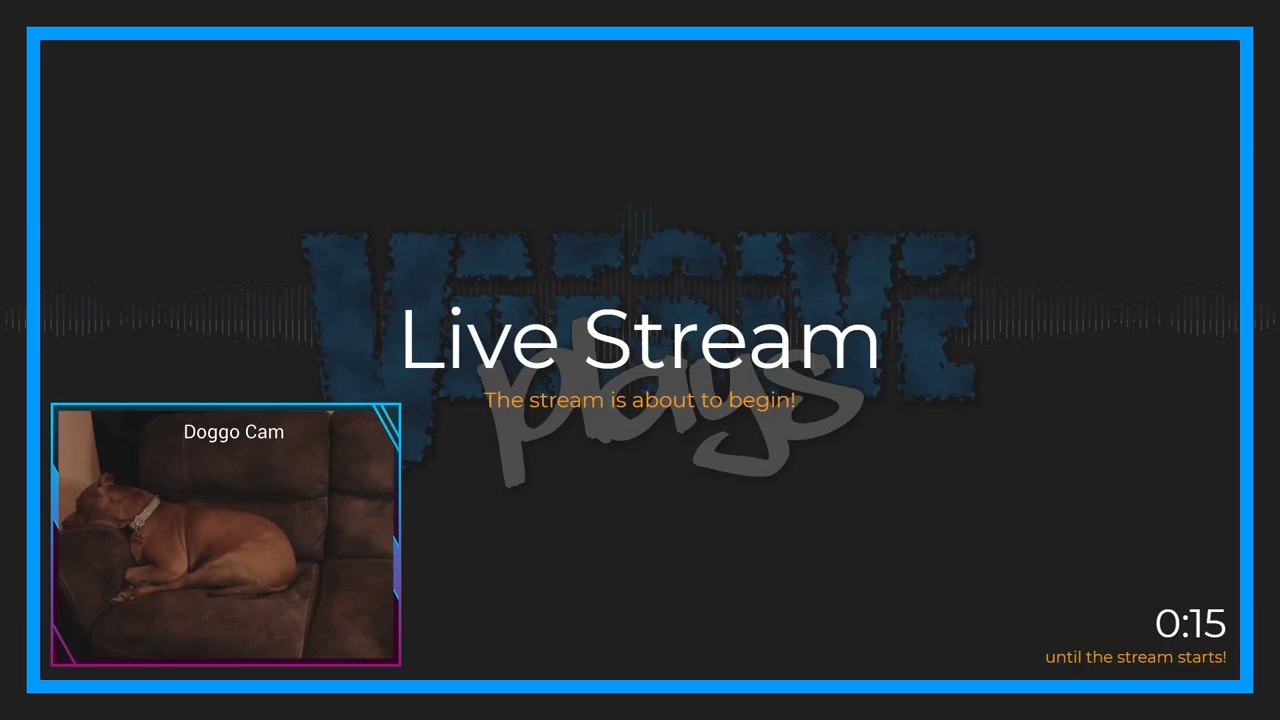 Live Stream
plays
The stream is about to begin!
Doggo Cam
0:15
until the stream starts!